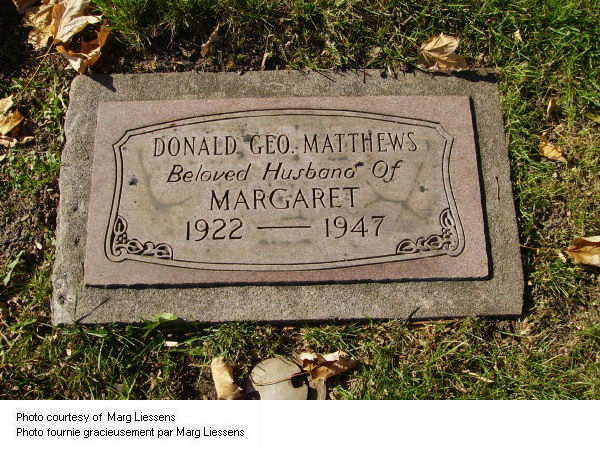 DONALD GEO. MATTHEWS
Beloved Husband Of
MARGARET
1922 — 1947
Photo courtesy of Marg Liessens
Photo fournie gracieusement par Marg Liessens